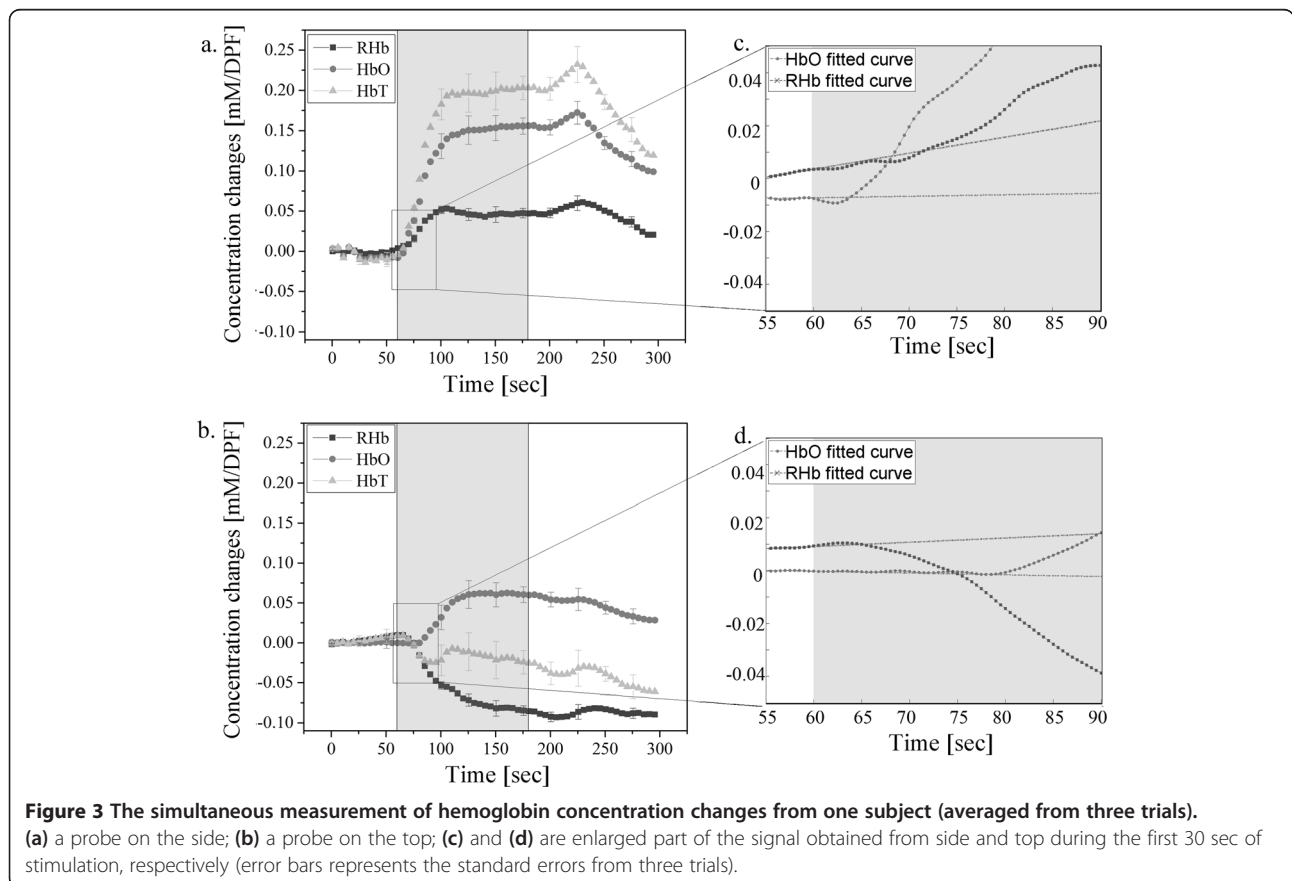 a.
RHb
HbO
HbT
0.25
0.20
0.15
0.10
0.05
0.00
-0.05
-0.10
Concentration changes [mM/DPF]
0 50 100 150 200 250 300
Time [sec]
c.
HbO fitted curve
RHb fitted curve
0.04
0.02
0
-0.02
-0.04
55 60 65 70 75 80 85 90
Time [sec]
b.
RHb
HbO
HbT
0.25
0.20
0.15
0.10
0.05
0.00
-0.05
-0.10
Concentration changes [mM/DPF]
0 50 100 150 200 250 300
Time [sec]
d.
HbO fitted curve
RHb fitted curve
0.04
0.02
0
-0.02
-0.04
55 60 65 70 75 80 85 90
Time [sec]
Figure 3 The simultaneous measurement of hemoglobin concentration changes from one subject (averaged from three trials).
(a) a probe on the side; (b) a probe on the top; (c) and (d) are enlarged part of the signal obtained from side and top during the first 30 sec of
stimulation, respectively (error bars represents the standard errors from three trials).